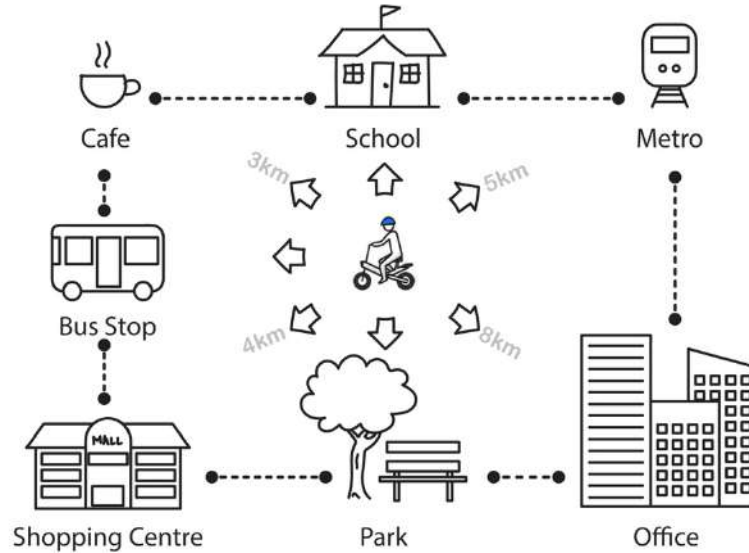 Cafe
School
Metro
3km
5km
Bus Stop
4km
8km
MALL
Shopping Centre
Park
Office